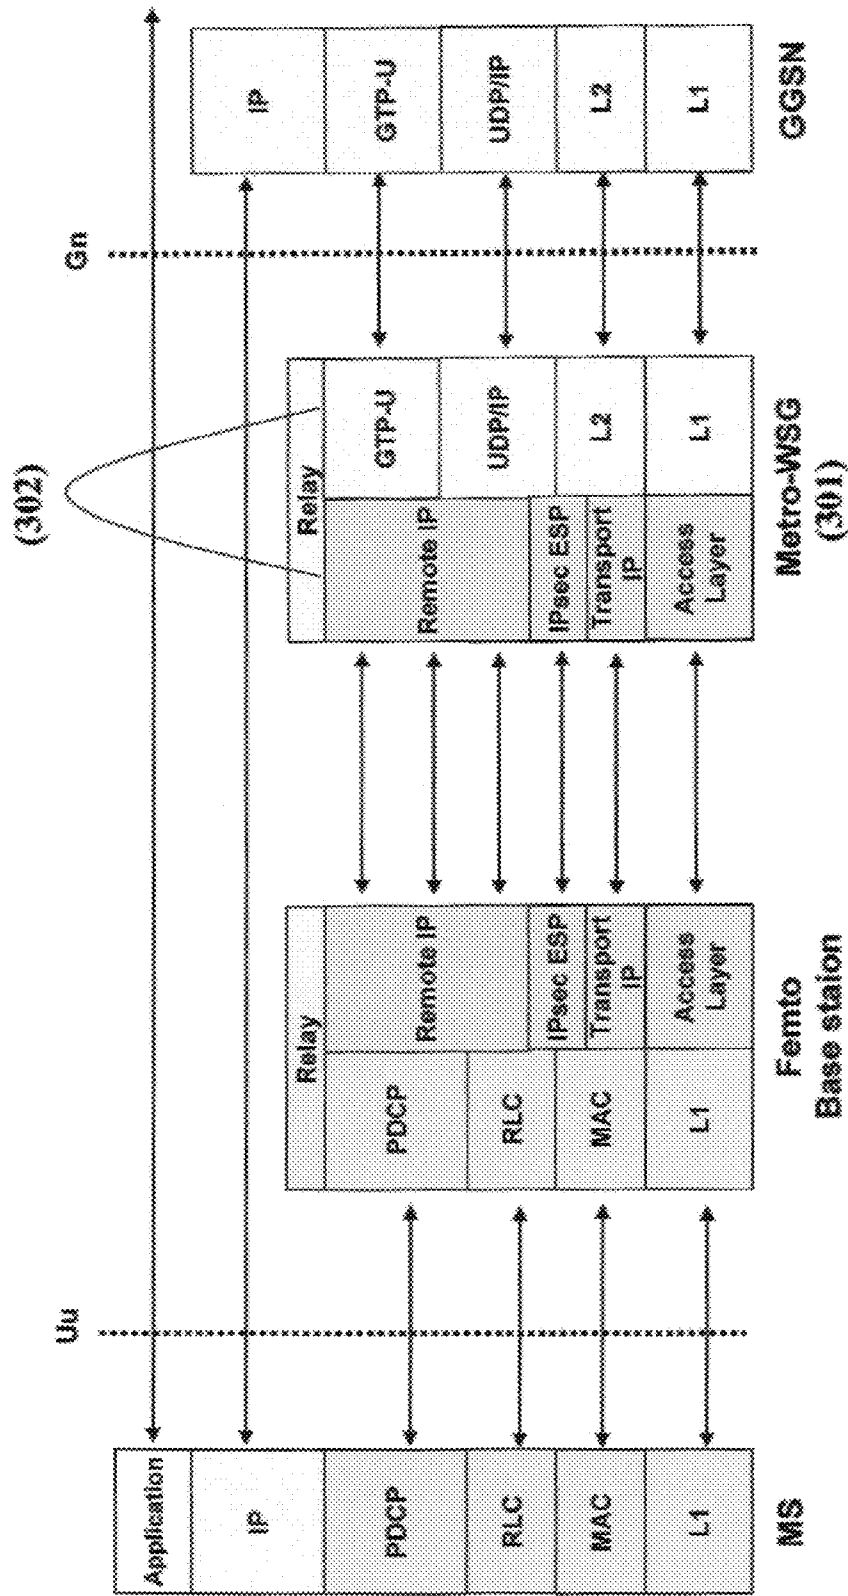 (302)
Uu
Gn
Application
IP
PDCP
RLC
MAC
L1
MS
Relay
PDCP
RLC
MAC
L1
Remote IP
IPsec ESP
Transport
IP
Access
Layer
Femto
Base staion
Relay
Remote IP
IPsec ESP
Transport
IP
Access
Layer
GTP-U
UDP/IP
L2
L1
Metro-WSG
(301)
IP
GTP-U
UDP/IP
L2
L1
GGSN